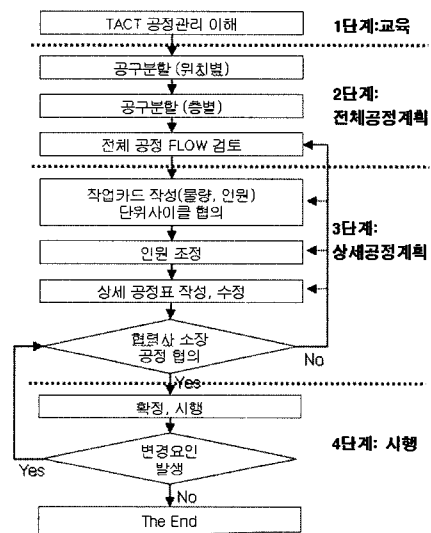 TACT 공정관리 이해
1단계:교육
공구분할 (위치별)
공구분할 (층별)
2단계:
전체공정계획
전체 공정 FLOW 검토
작업카드 작성(물량, 인원)
단위사이클 협의
3단계:
상세공정계획
인원 조정
상세 공정표 작성, 수정
협력사 소장
공정 협의
No
Yes
확정, 시행
4단계: 시행
변경요인
발생
Yes
No
The End